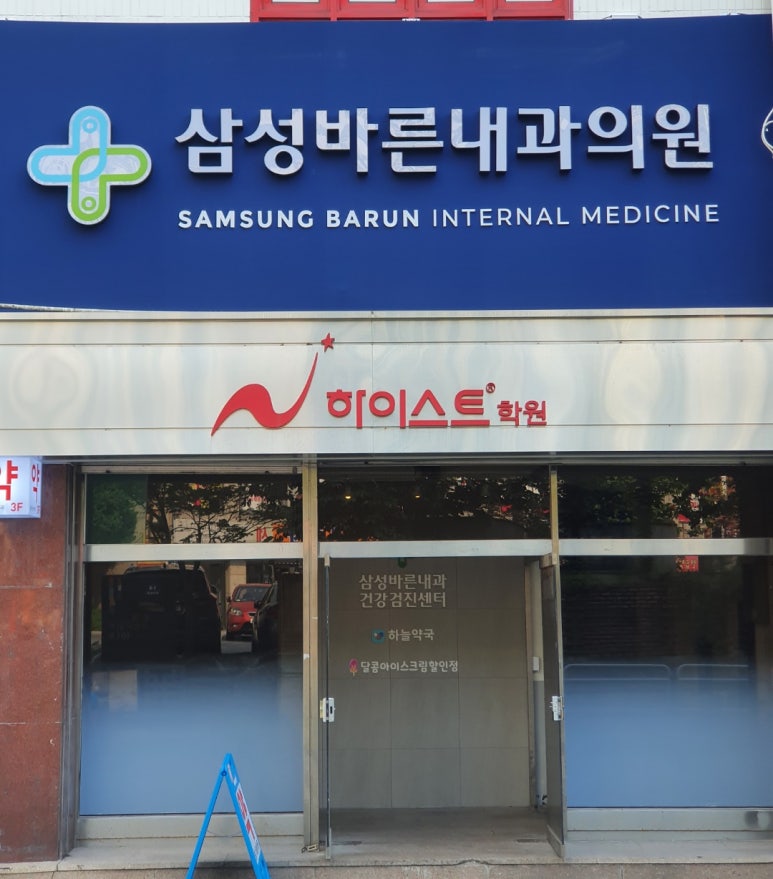 삼성바른내과의원
SAMSUNG BARUN INTERNAL MEDICINE
하이스트 학원
약 약
3F
삼성바른내과
건강검진센터
하늘약국
달콤아이스크림할인점